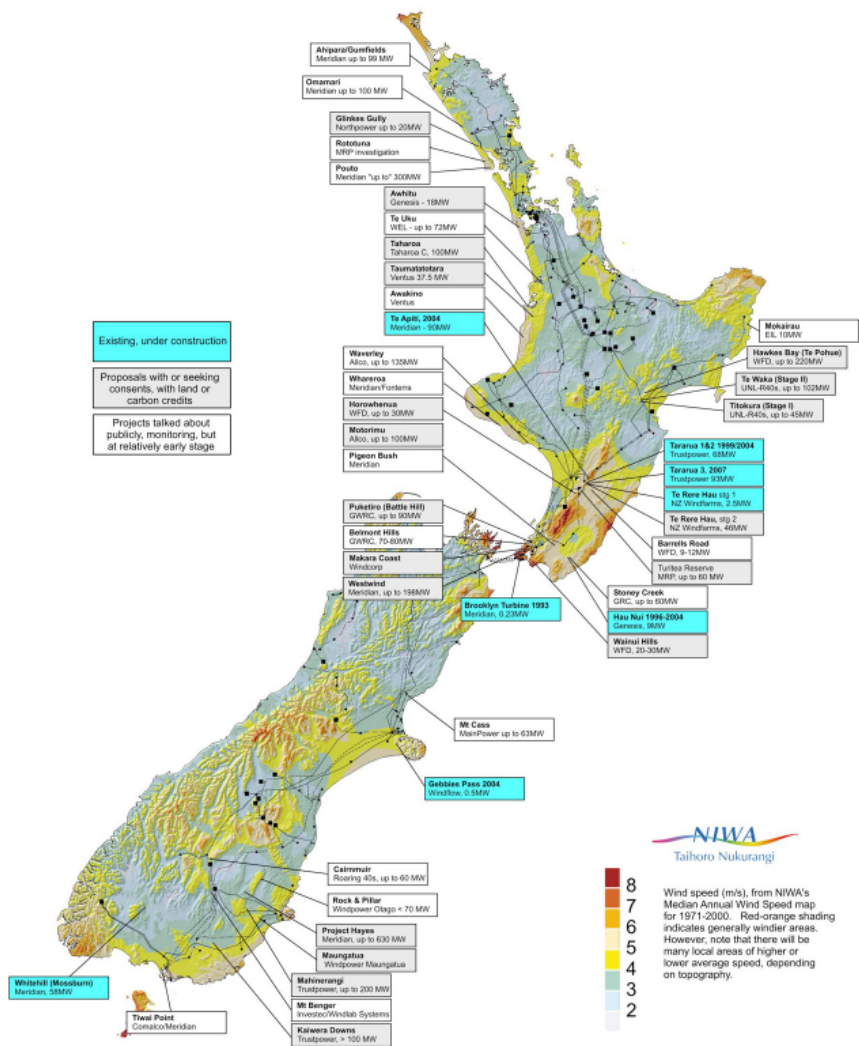 Ahipara/Gumfields
Meridian up to 99 MW
Omamari
Meridian up to 100 MW
Glinkes Gully
Northpower up to 20MW
Rototuna
MRP investigation
Pouto
Meridian "up to" 300MW
Awhitu
Genesis - 18MW
Te Uku
WEL - up to 72MW
Taharoa
Taharoa C, 100MW
Taumatatotara
Ventus 37.5 MW
Awakino
Ventus
Te Apiti, 2004
Meridian - 90MW
Existing, under construction
Proposals with or seeking
consents, with land or
carbon credits
Projects talked about
publicly, monitoring, but
at relatively early stage
Mokairau
EIL 10MW
Hawkes Bay (Te Pohue)
WFD, up to 220MW
Te Waka (Stage II)
UNL-R40s, up to 102MW
Titokura (Stage I)
UNL-R40s, up to 45MW
Waverley
Allco, up to 135MW
Whareroa
Meridian/Fonterra
Horowhenua
WFD, up to 30MW
Motorimu
Allco, up to 100MW
Pigeon Bush
Meridian
Tararua 1&2 1999/2004
Trustpower, 68MW
Tararua 3, 2007
Trustpower 93MW
Te Rere Hau stg 1
NZ Windfarms, 2.5MW
Te Rere Hau, stg 2
NZ Windfarms, 46MW
Barrells Road
WFD, 9-12MW
Turitea Reserve
MRP, up to 60 MW
Stoney Creek
GRC, up to 60MW
Hau Nui 1996-2004
Genesis, 9MW
Wainui Hills
WFD, 20-30MW
Puketiro (Battle Hill)
GWRC, up to 90MW
Belmont Hills
GWRC, 70-80MW
Makara Coast
Windcorp
Westwind
Meridian, up to 198MW
Brooklyn Turbine 1993
Meridian, 0.23MW
Mt Cass
MainPower up to 63MW
Gebbies Pass 2004
Windflow, 0.5MW
Cairnmuir
Roaring 40s, up to 60 MW
Rock & Pillar
Windpower Otago < 70 MW
Project Hayes
Meridian, up to 630 MW
Maungatua
Windpower Maungatua
Mahinerangi
Trustpower, up to 200 MW
Mt Benger
Investec/Windlab Systems
Kaiwera Downs
Trustpower, > 100 MW
Whitehill (Mossburn)
Meridian, 58MW
Tiwai Point
Comalco/Meridian
NIWA
Taihoro Nukurangi
8
7
6
5
4
3
2
Wind speed (m/s), from NIWA's
Median Annual Wind Speed map
for 1971-2000. Red-orange shading
indicates generally windier areas.
However, note that there will be
many local areas of higher or
lower average speed, depending
on topography.